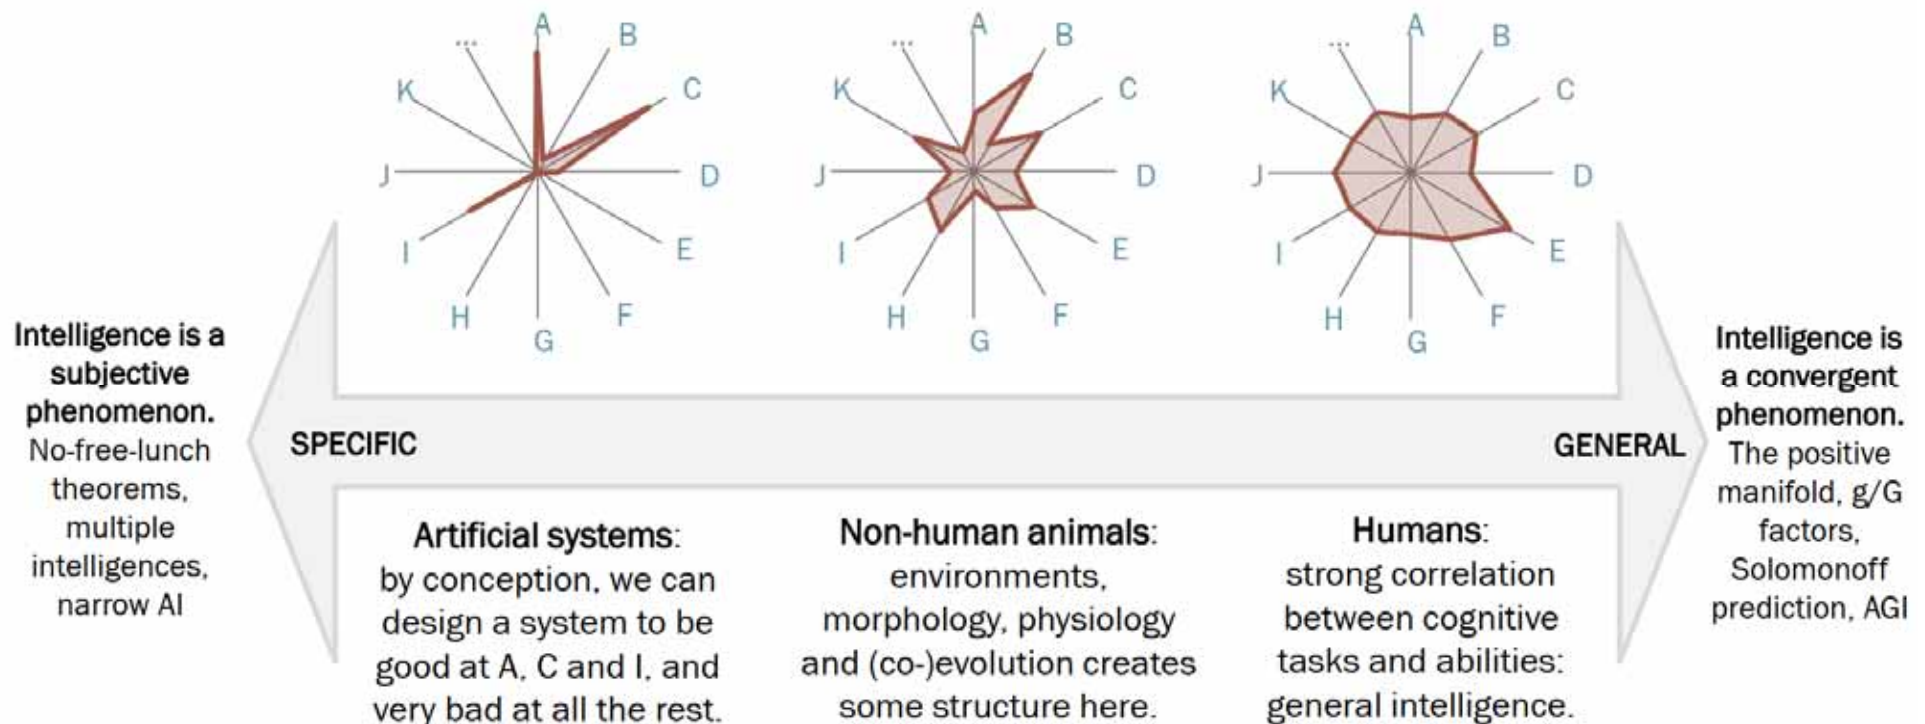 A
B
C
D
E
F
G
H
I
J
K
...
A
B
C
D
E
F
G
H
I
J
K
...
A
B
C
D
E
F
G
H
I
J
K
...
Intelligence is a
subjective
phenomenon.
No-free-lunch
theorems,
multiple
intelligences,
narrow AI
SPECIFIC
GENERAL
Intelligence is
a convergent
phenomenon.
The positive
manifold, g/G
factors,
Solomonoff
prediction, AGI
Artificial systems:
by conception, we can
design a system to be
good at A, C and I, and
very bad at all the rest.
Non-human animals:
environments,
morphology, physiology
and (co-)evolution creates
some structure here.
Humans:
strong correlation
between cognitive
tasks and abilities:
general intelligence.